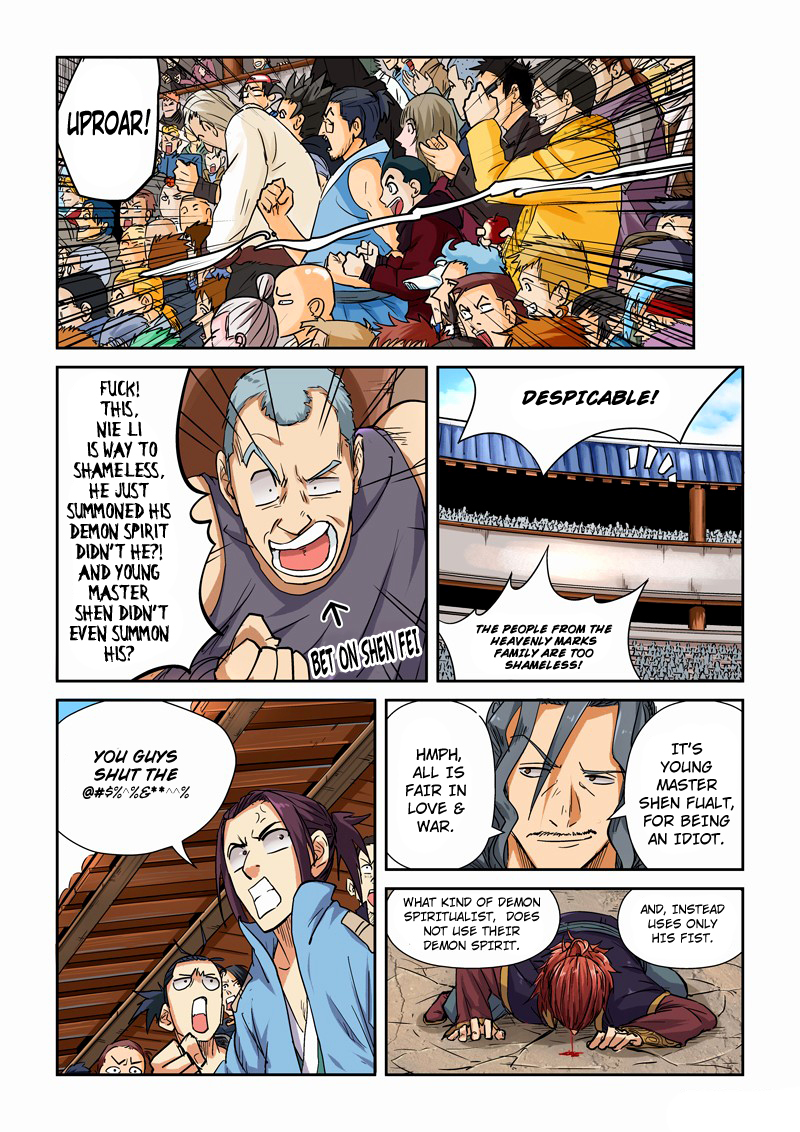 UPROAR!
FUCK!
THIS,
NIE LI
IS WAY TO
SHAMELESS,
HE JUST
SUMMONED HIS
DEMON SPIRIT
DIDN'T HE?!
AND YOUNG
MASTER
SHEN DIDN'T
EVEN SUMMON
HIS?
BET ON SHEN FEI
DESPICABLE!
THE PEOPLE FROM THE
HEAVENLY MARKS
FAMILY ARE TOO
SHAMELESS!
YOU GUYS
SHUT THE
@#$%^%&**^^%
HMPH,
ALL IS
FAIR IN
LOVE &
WAR.
IT'S
YOUNG
MASTER
SHEN FUALT,
FOR BEING
AN IDIOT.
WHAT KIND OF DEMON
SPIRITUALIST, DOES
NOT USE THEIR
DEMON SPIRIT.
AND, INSTEAD
USES ONLY
HIS FIST.